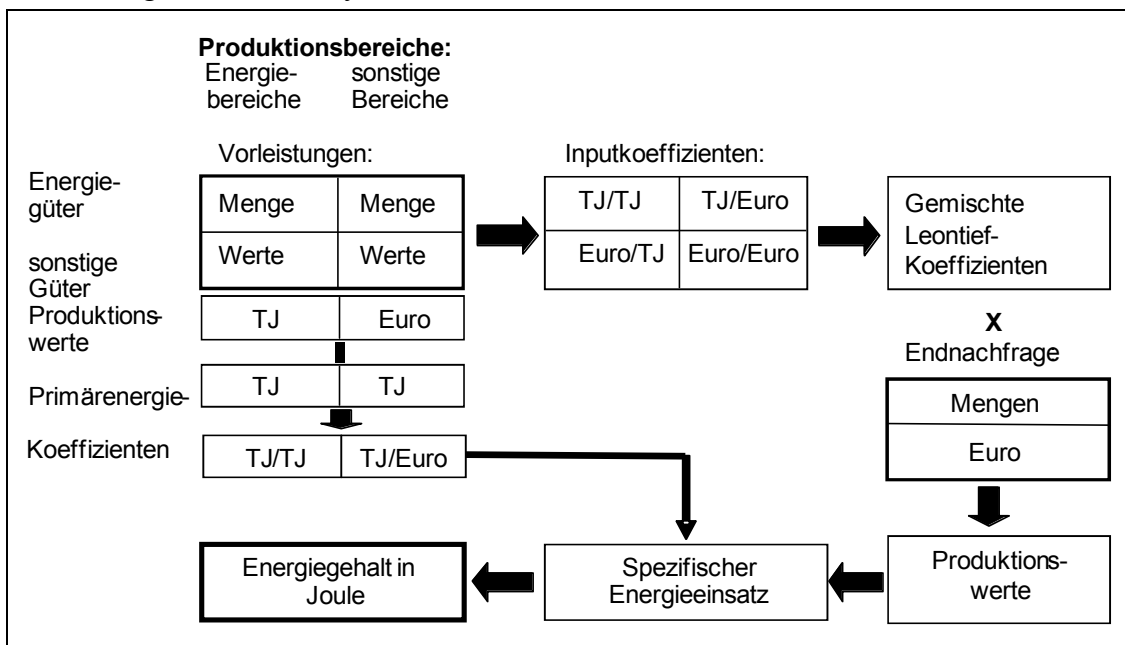 Produktionsbereiche:
Energie- sonstige
bereiche Bereiche
Vorleistungen: Inputkoeffizienten:
Energie-
güter
Menge Menge
TJ/TJ TJ/Euro
Gemischte
Leontief-
Koeffizienten
sonstige
Güter
Werte Werte
Euro/TJ Euro/Euro
Produktions-
werte
TJ Euro
X
Endnachfrage
Primärenergie-
TJ TJ
Mengen
Euro
Koeffizienten
TJ/TJ TJ/Euro
Energiegehalt in
Joule
Spezifischer
Energieeinsatz
Produktions-
werte